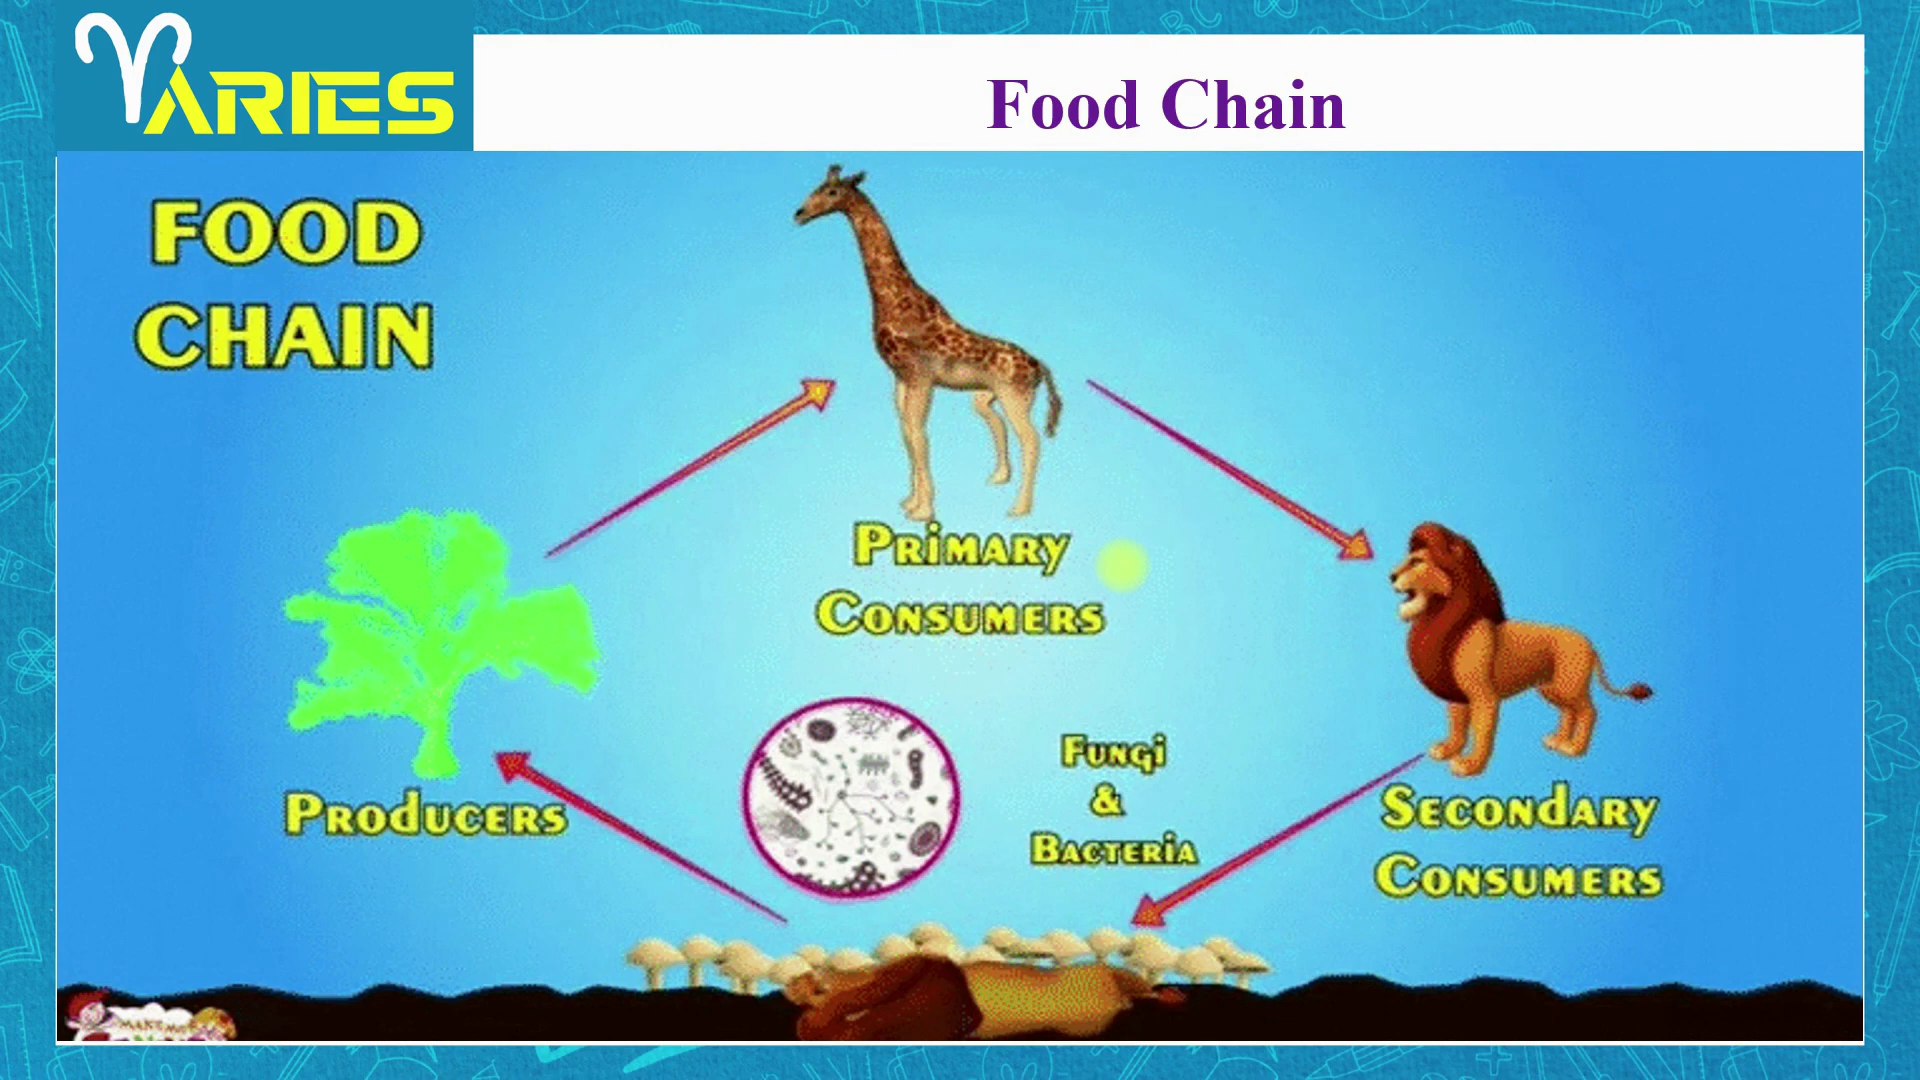 ARIES
Food Chain
FOOD
CHAIN
PRIMARY
CONSUMERS
PRODUCERS
FUNGI
&
BACTERIA
SECONDARY
CONSUMERS